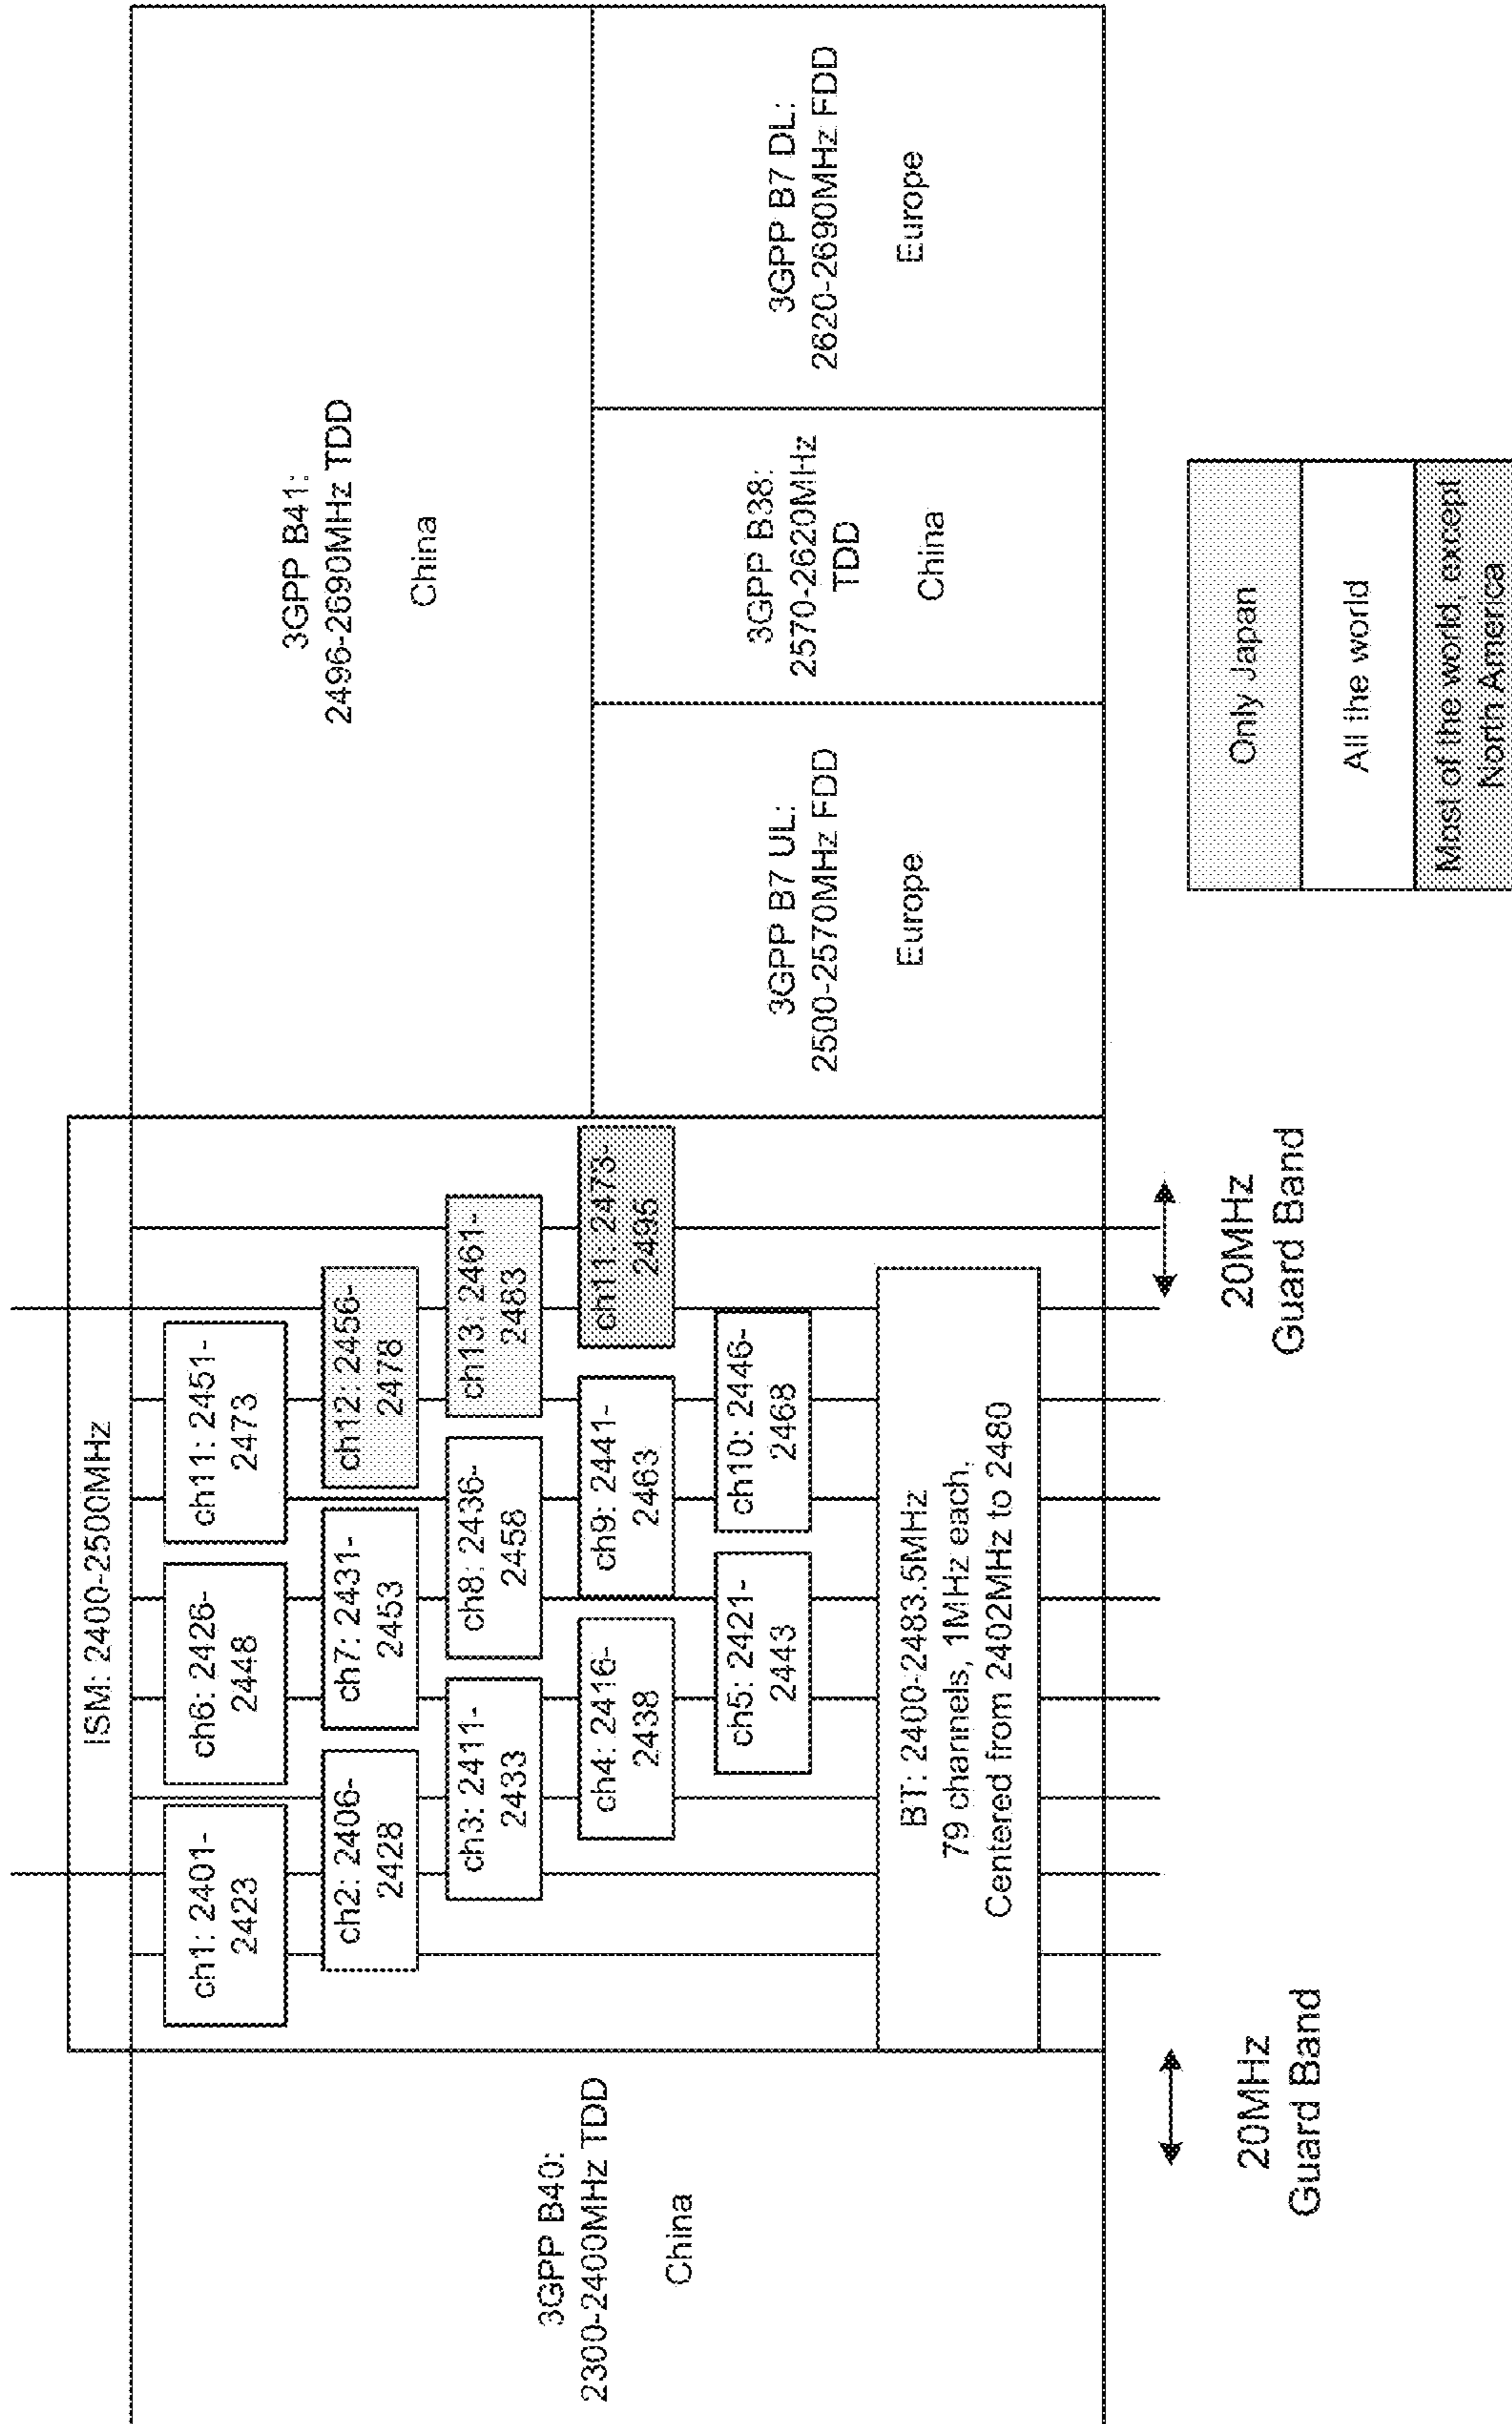 ISM: 2400-2500MHz
3GPP B40:
2300-2400MHz TDD
China
ch1: 2401-
2423
ch6: 2426-
2448
ch11: 2451-
2473
ch2: 2406-
2428
ch7: 2431-
2453
ch12: 2456-
2478
ch3: 2411-
2433
ch8: 2436-
2458
ch13: 2461-
2483
ch4: 2416-
2438
ch9: 2441-
2463
ch11: 2473-
2495
ch5: 2421-
2443
ch10: 2446-
2468
BT: 2400-2483.5MHz
79 channels, 1MHz each.
Centered from 2402MHz to 2480
3GPP B41:
2496-2690MHz TDD
China
3GPP B7 UL:
2500-2570MHz FDD
Europe
3GPP B38:
2570-2620MHz
TDD
China
3GPP B7 DL:
2620-2690MHz FDD
Europe
20MHz
Guard Band
20MHz
Guard Band
Only Japan
All the world
Most of the world, except
North America